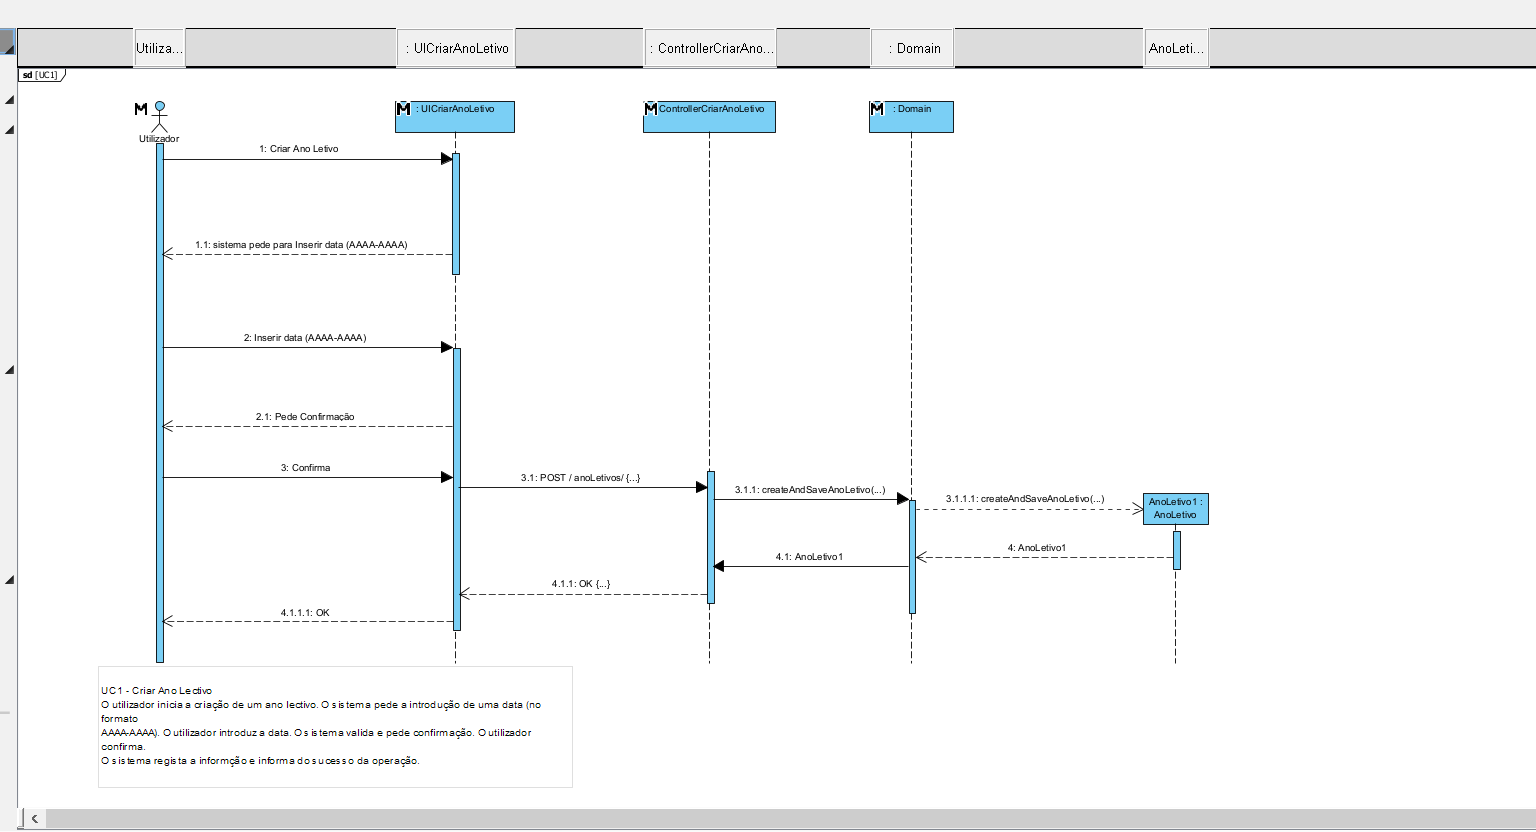 Utiliza...
: UICriarAnoLetivo
: ControllerCriarAno...
: Domain
AnoLeti...
sd [UC1]
Utilizador
: UICriarAnoLetivo
ControllerCriarAnoLetivo
: Domain
1: Criar Ano Letivo
1.1: sistema pede para Inserir data (AAAA-AAAA)
2: Inserir data (AAAA-AAAA)
2.1: Pede Confirmação
3: Confirma
3.1: POST / anoLetivos/ {...}
3.1.1: createAndSaveAnoLetivo(...)
3.1.1.1: createAndSaveAnoLetivo(...)
AnoLetivo1 :
AnoLetivo
4: AnoLetivo1
4.1: AnoLetivo1
4.1.1: OK {...}
4.1.1.1: OK
UC1 - Criar Ano Lectivo
O utilizador inicia a criação de um ano lectivo. O sistema pede a introdução de uma data (no
formato
AAAA-AAAA). O utilizador introduz a data. O sistema valida e pede confirmação. O utilizador
confirma.
O sistema regista a informção e informa do sucesso da operação.